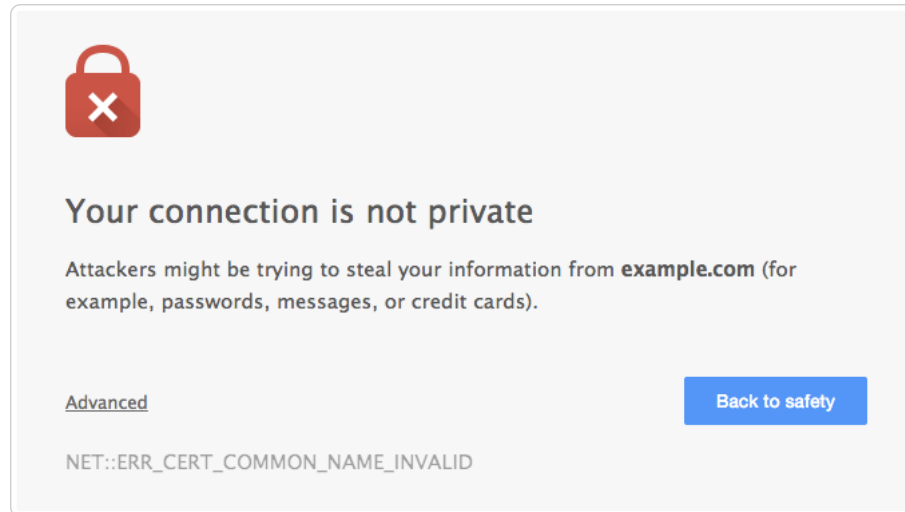 Your connection is not private
Attackers might be trying to steal your information from example.com (for
example, passwords, messages, or credit cards).
Advanced
Back to safety
NET::ERR_CERT_COMMON_NAME_INVALID